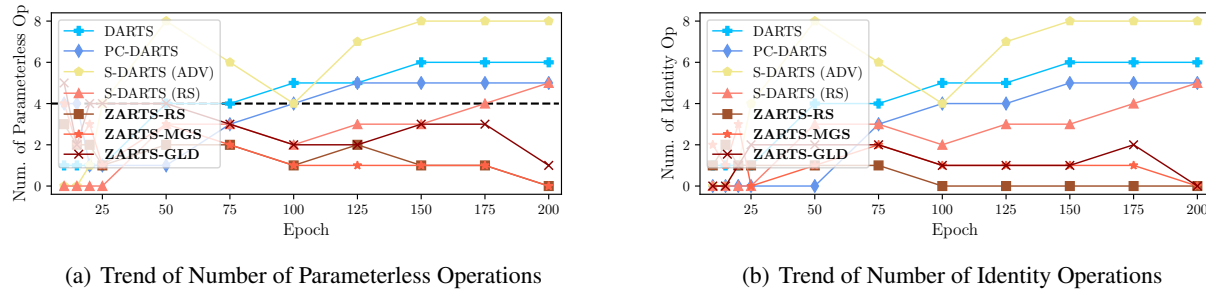 Num. of Parameterless Op
8
6
4
2
0
DARTS
PC-DARTS
S-DARTS (ADV)
S-DARTS (RS)
ZARTS-RS
ZARTS-MGS
ZARTS-GLD
25 50 75 100 125 150 175 200
Epoch
(a) Trend of Number of Parameterless Operations
Num. of Identity Op
8
6
4
2
0
DARTS
PC-DARTS
S-DARTS (ADV)
S-DARTS (RS)
ZARTS-RS
ZARTS-MGS
ZARTS-GLD
25 50 75 100 125 150 175 200
Epoch
(b) Trend of Number of Identity Operations